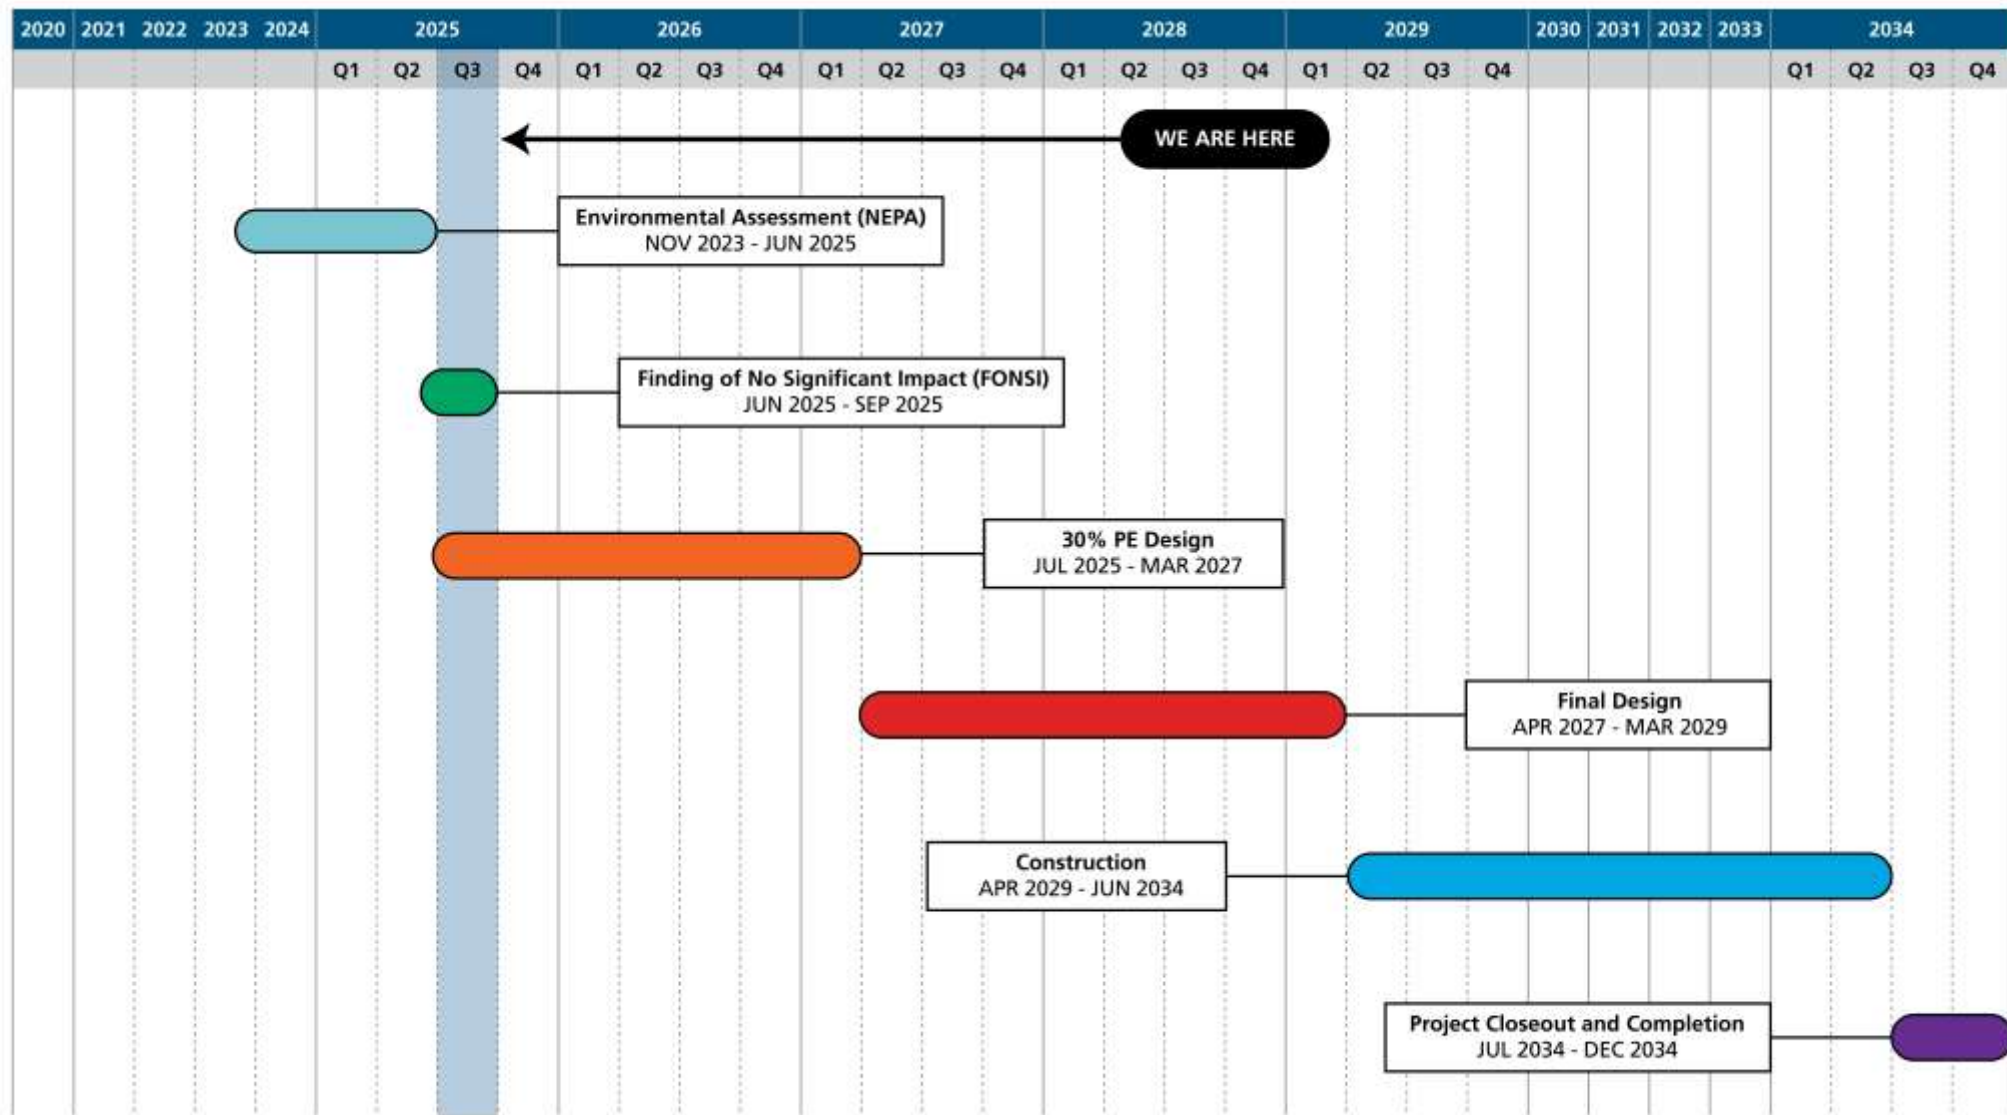 2020 2021 2022 2023 2024 2025 2026 2027 2028 2029 2030 2031 2032 2033 2034
Q1 Q2 Q3 Q4 Q1 Q2 Q3 Q4 Q1 Q2 Q3 Q4 Q1 Q2 Q3 Q4 Q1 Q2 Q3 Q4 Q1 Q2 Q3 Q4
WE ARE HERE
Environmental Assessment (NEPA)
NOV 2023 - JUN 2025
Finding of No Significant Impact (FONSI)
JUN 2025 - SEP 2025
30% PE Design
JUL 2025 - MAR 2027
Final Design
APR 2027 - MAR 2029
Construction
APR 2029 - JUN 2034
Project Closeout and Completion
JUL 2034 - DEC 2034